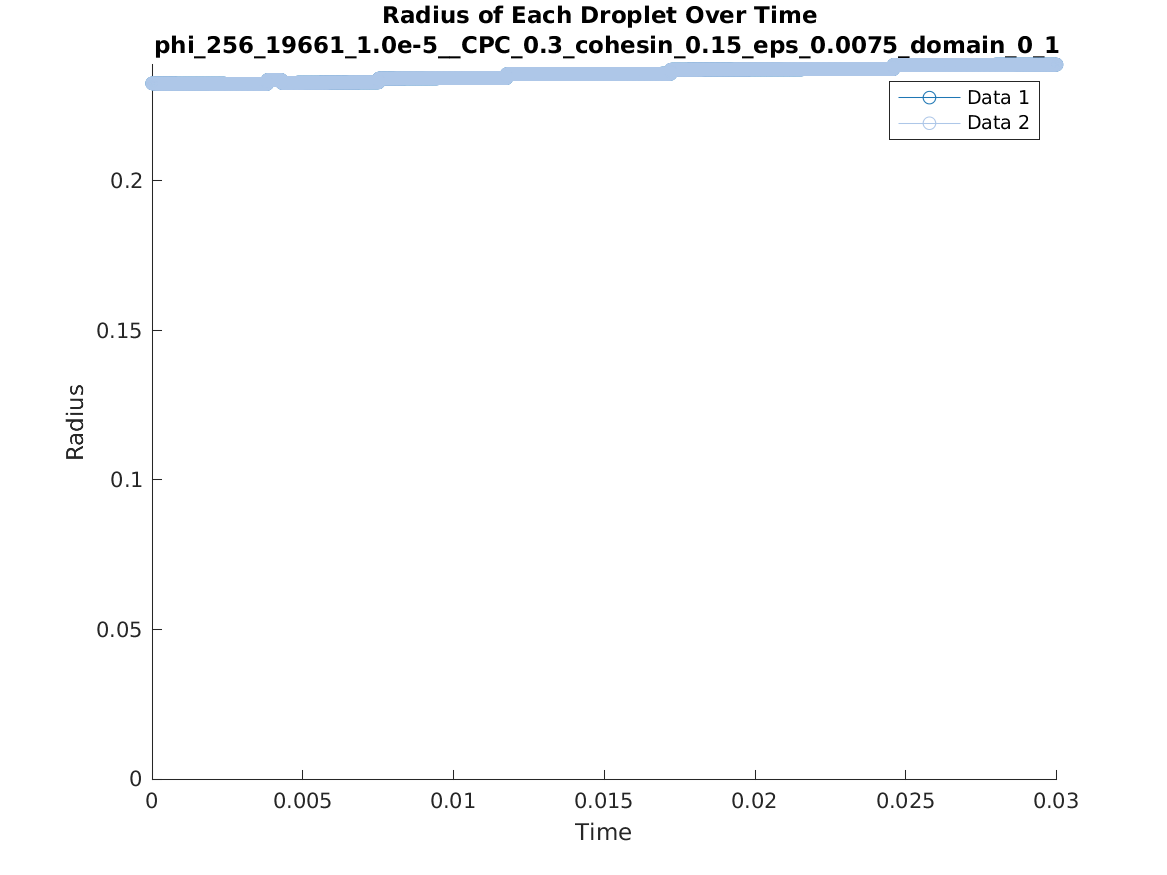 Radius of Each Droplet Over Time
phi_256_19661_1.0e-5__CPC_0.3_cohesin_0.15_eps_0.0075_domain_0_1
Data 1
Data 2
0.2
0.15
0.1
0.05
0
Radius
0
0.005
0.01
0.015
0.02
0.025
0.03
Time